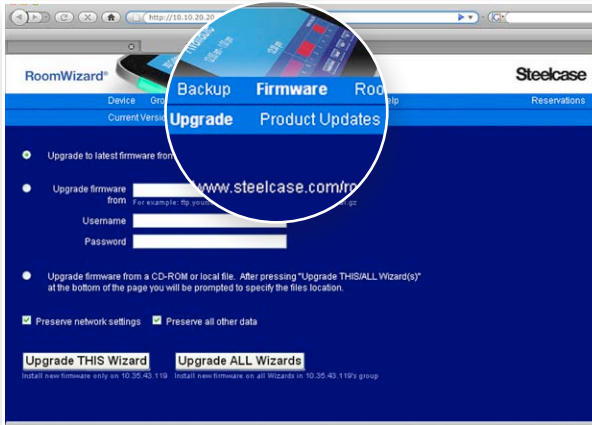 http://10.10.20.20
RoomWizard®
Steelcase
Backup Firmware Roo
Device Gro elp Reservations
Current Versi Upgrade Product Updates
Upgrade to latest firmware from www.steelcase.com/ro
Upgrade firmware
from
For example: ftp.you
.gz
Username
Password
Upgrade firmware from a CD-ROM or local file. After pressing "Upgrade THIS/ALL Wizard(s)"
at the bottom of the page you will be prompted to specify the files location.
Preserve network settings Preserve all other data
Upgrade THIS Wizard Upgrade ALL Wizards
Install new firmware only on 10.35.43.119 Install new firmware on all Wizards in 10.35.43.119's group